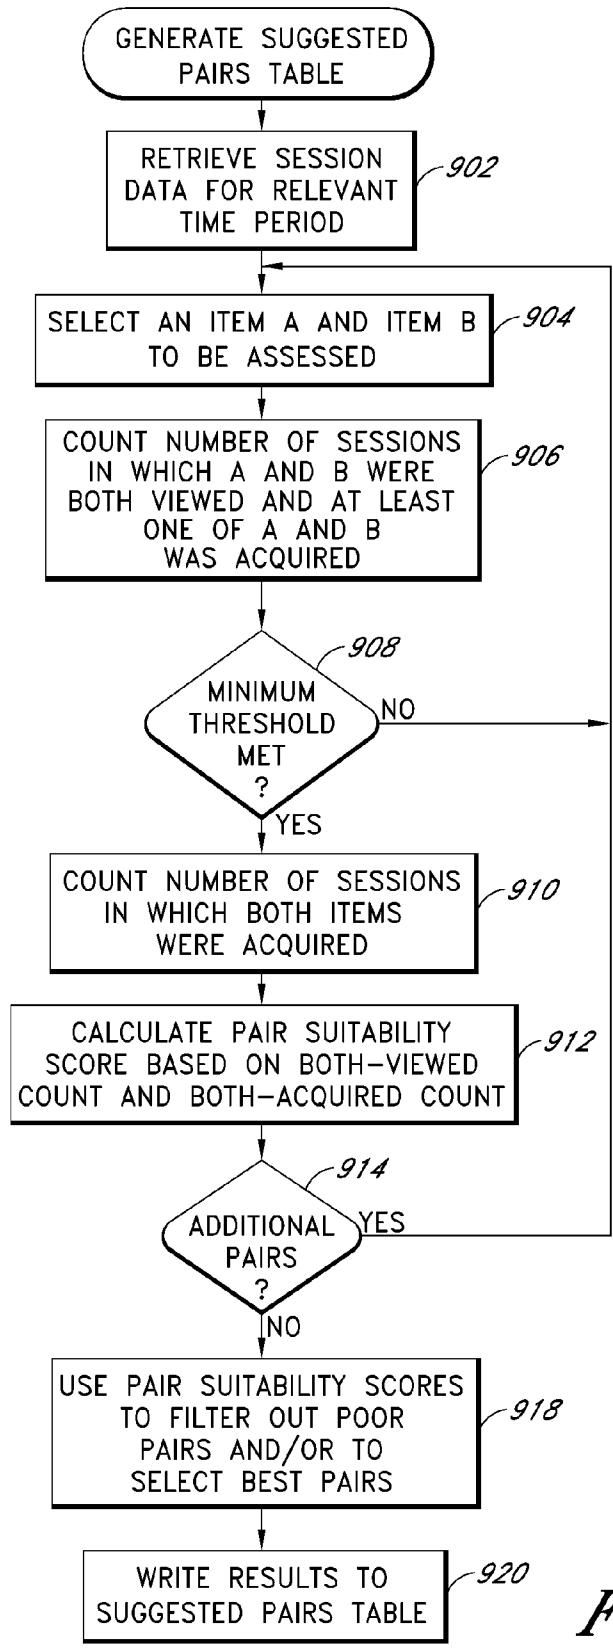 GENERATE SUGGESTED
PAIRS TABLE
RETRIEVE SESSION
DATA FOR RELEVANT
TIME PERIOD
902
SELECT AN ITEM A AND ITEM B
TO BE ASSESSED
904
COUNT NUMBER OF SESSIONS
IN WHICH A AND B WERE
BOTH VIEWED AND AT LEAST
ONE OF A AND B
WAS ACQUIRED
906
908
MINIMUM
THRESHOLD
MET
?
NO
YES
COUNT NUMBER OF SESSIONS
IN WHICH BOTH ITEMS
WERE ACQUIRED
910
CALCULATE PAIR SUITABILITY
SCORE BASED ON BOTH-VIEWED
COUNT AND BOTH-ACQUIRED COUNT
912
914
ADDITIONAL
PAIRS
?
YES
NO
USE PAIR SUITABILITY SCORES
TO FILTER OUT POOR
PAIRS AND/OR TO
SELECT BEST PAIRS
918
WRITE RESULTS TO
SUGGESTED PAIRS TABLE
920